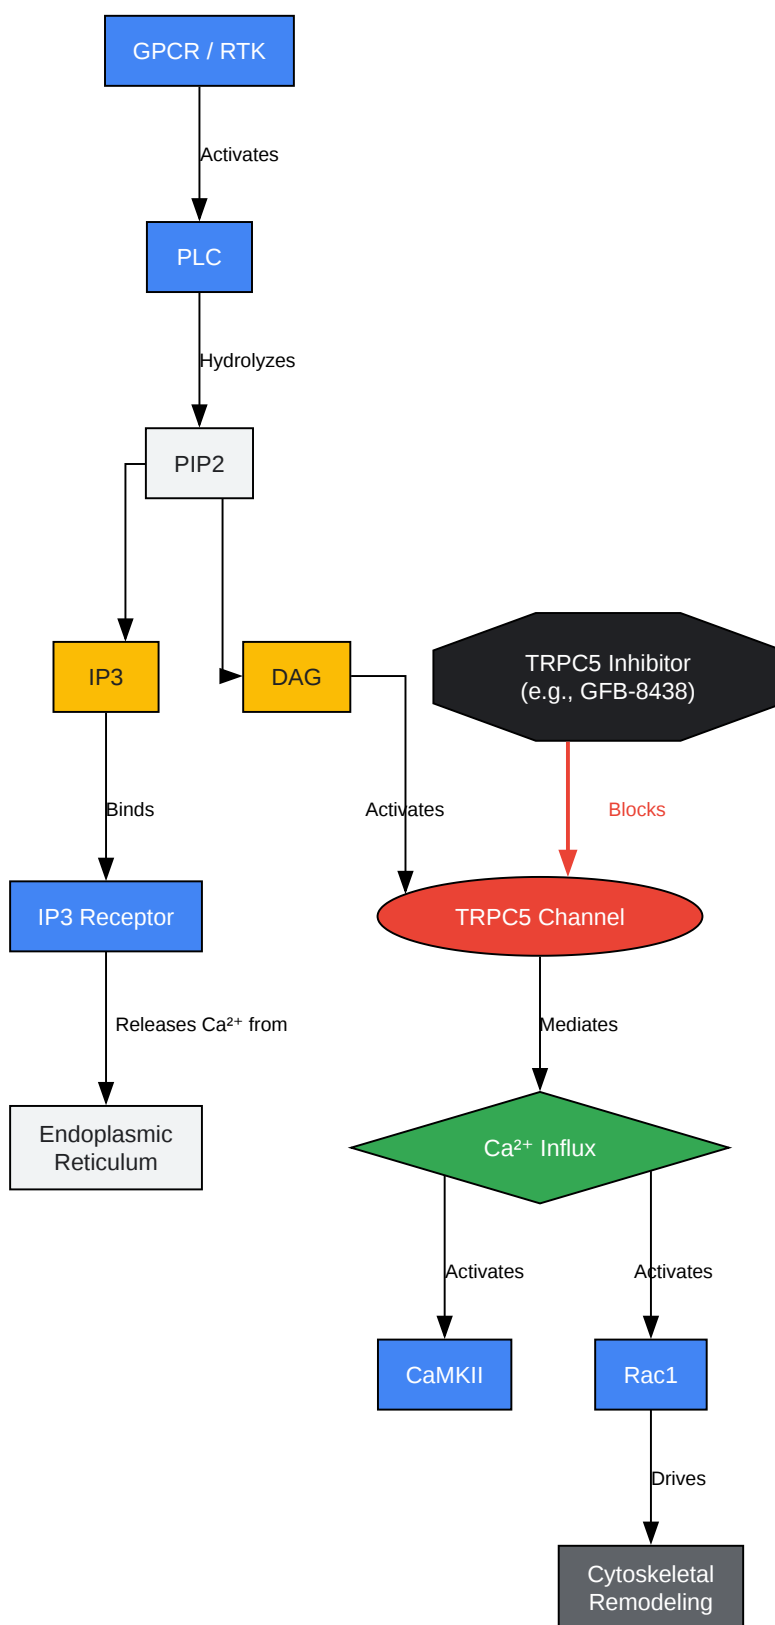 GPCR / RTK
Activates
PLC
Hydrolyzes
PIP2
IP3
DAG
TRPC5 Inhibitor
(e.g., GFB-8438)
Binds
Activates
Blocks
IP3 Receptor
TRPC5 Channel
Releases Ca²⁺ from
Mediates
Endoplasmic
Reticulum
Ca²⁺ Influx
Activates
Activates
CaMKII
Rac1
Drives
Cytoskeletal
Remodeling